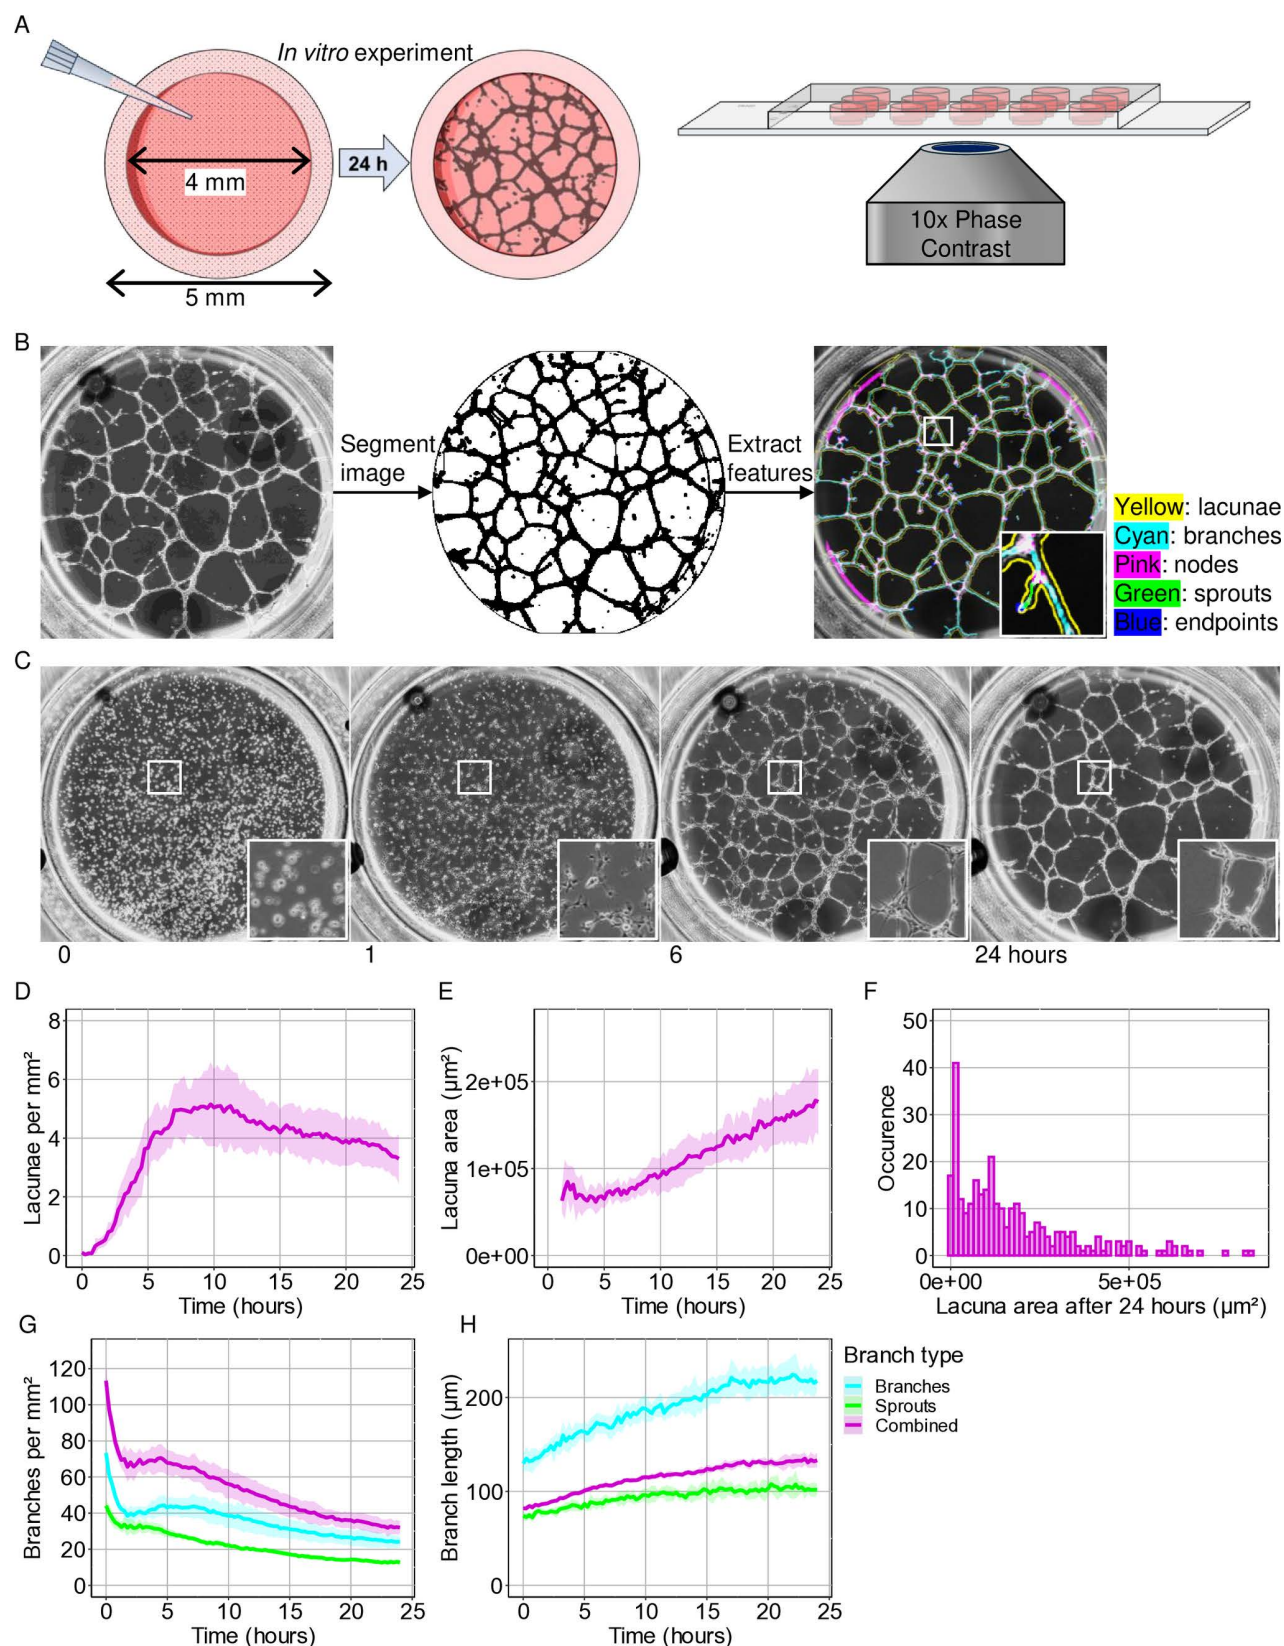 A
In vitro experiment
4 mm
24 h
5 mm
10x Phase
Contrast
B
Segment
image
Extract
features
Yellow: lacunae
Cyan: branches
Pink: nodes
Green: sprouts
Blue: endpoints
C
0
1
6
24 hours
D
Lacunae per mm²
8
6
4
2
0
0
5
10
15
20
25
Time (hours)
E
Lacuna area (µm²)
2e+05
1e+05
0e+00
0
5
10
15
20
25
Time (hours)
F
Occurence
50
40
30
20
10
0
0e+00
5e+05
Lacuna area after 24 hours (µm²)
G
Branches per mm²
120
100
80
60
40
20
0
0
5
10
15
20
25
Time (hours)
H
Branch length (µm)
200
100
0
0
5
10
15
20
25
Time (hours)
Branch type
Branches
Sprouts
Combined